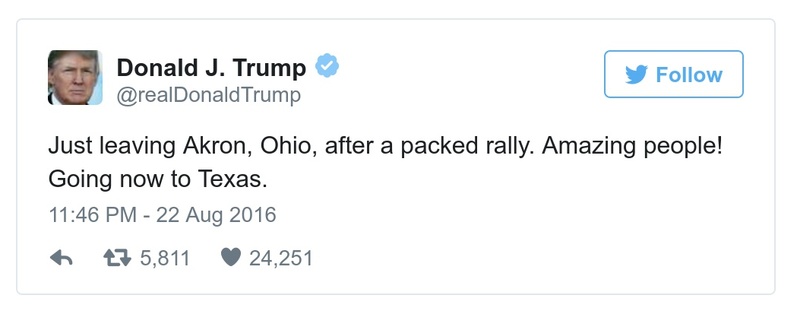 Donald J. Trump
@realDonaldTrump
Follow
Just leaving Akron, Ohio, after a packed rally. Amazing people!
Going now to Texas.
11:46 PM - 22 Aug 2016
5,811 24,251